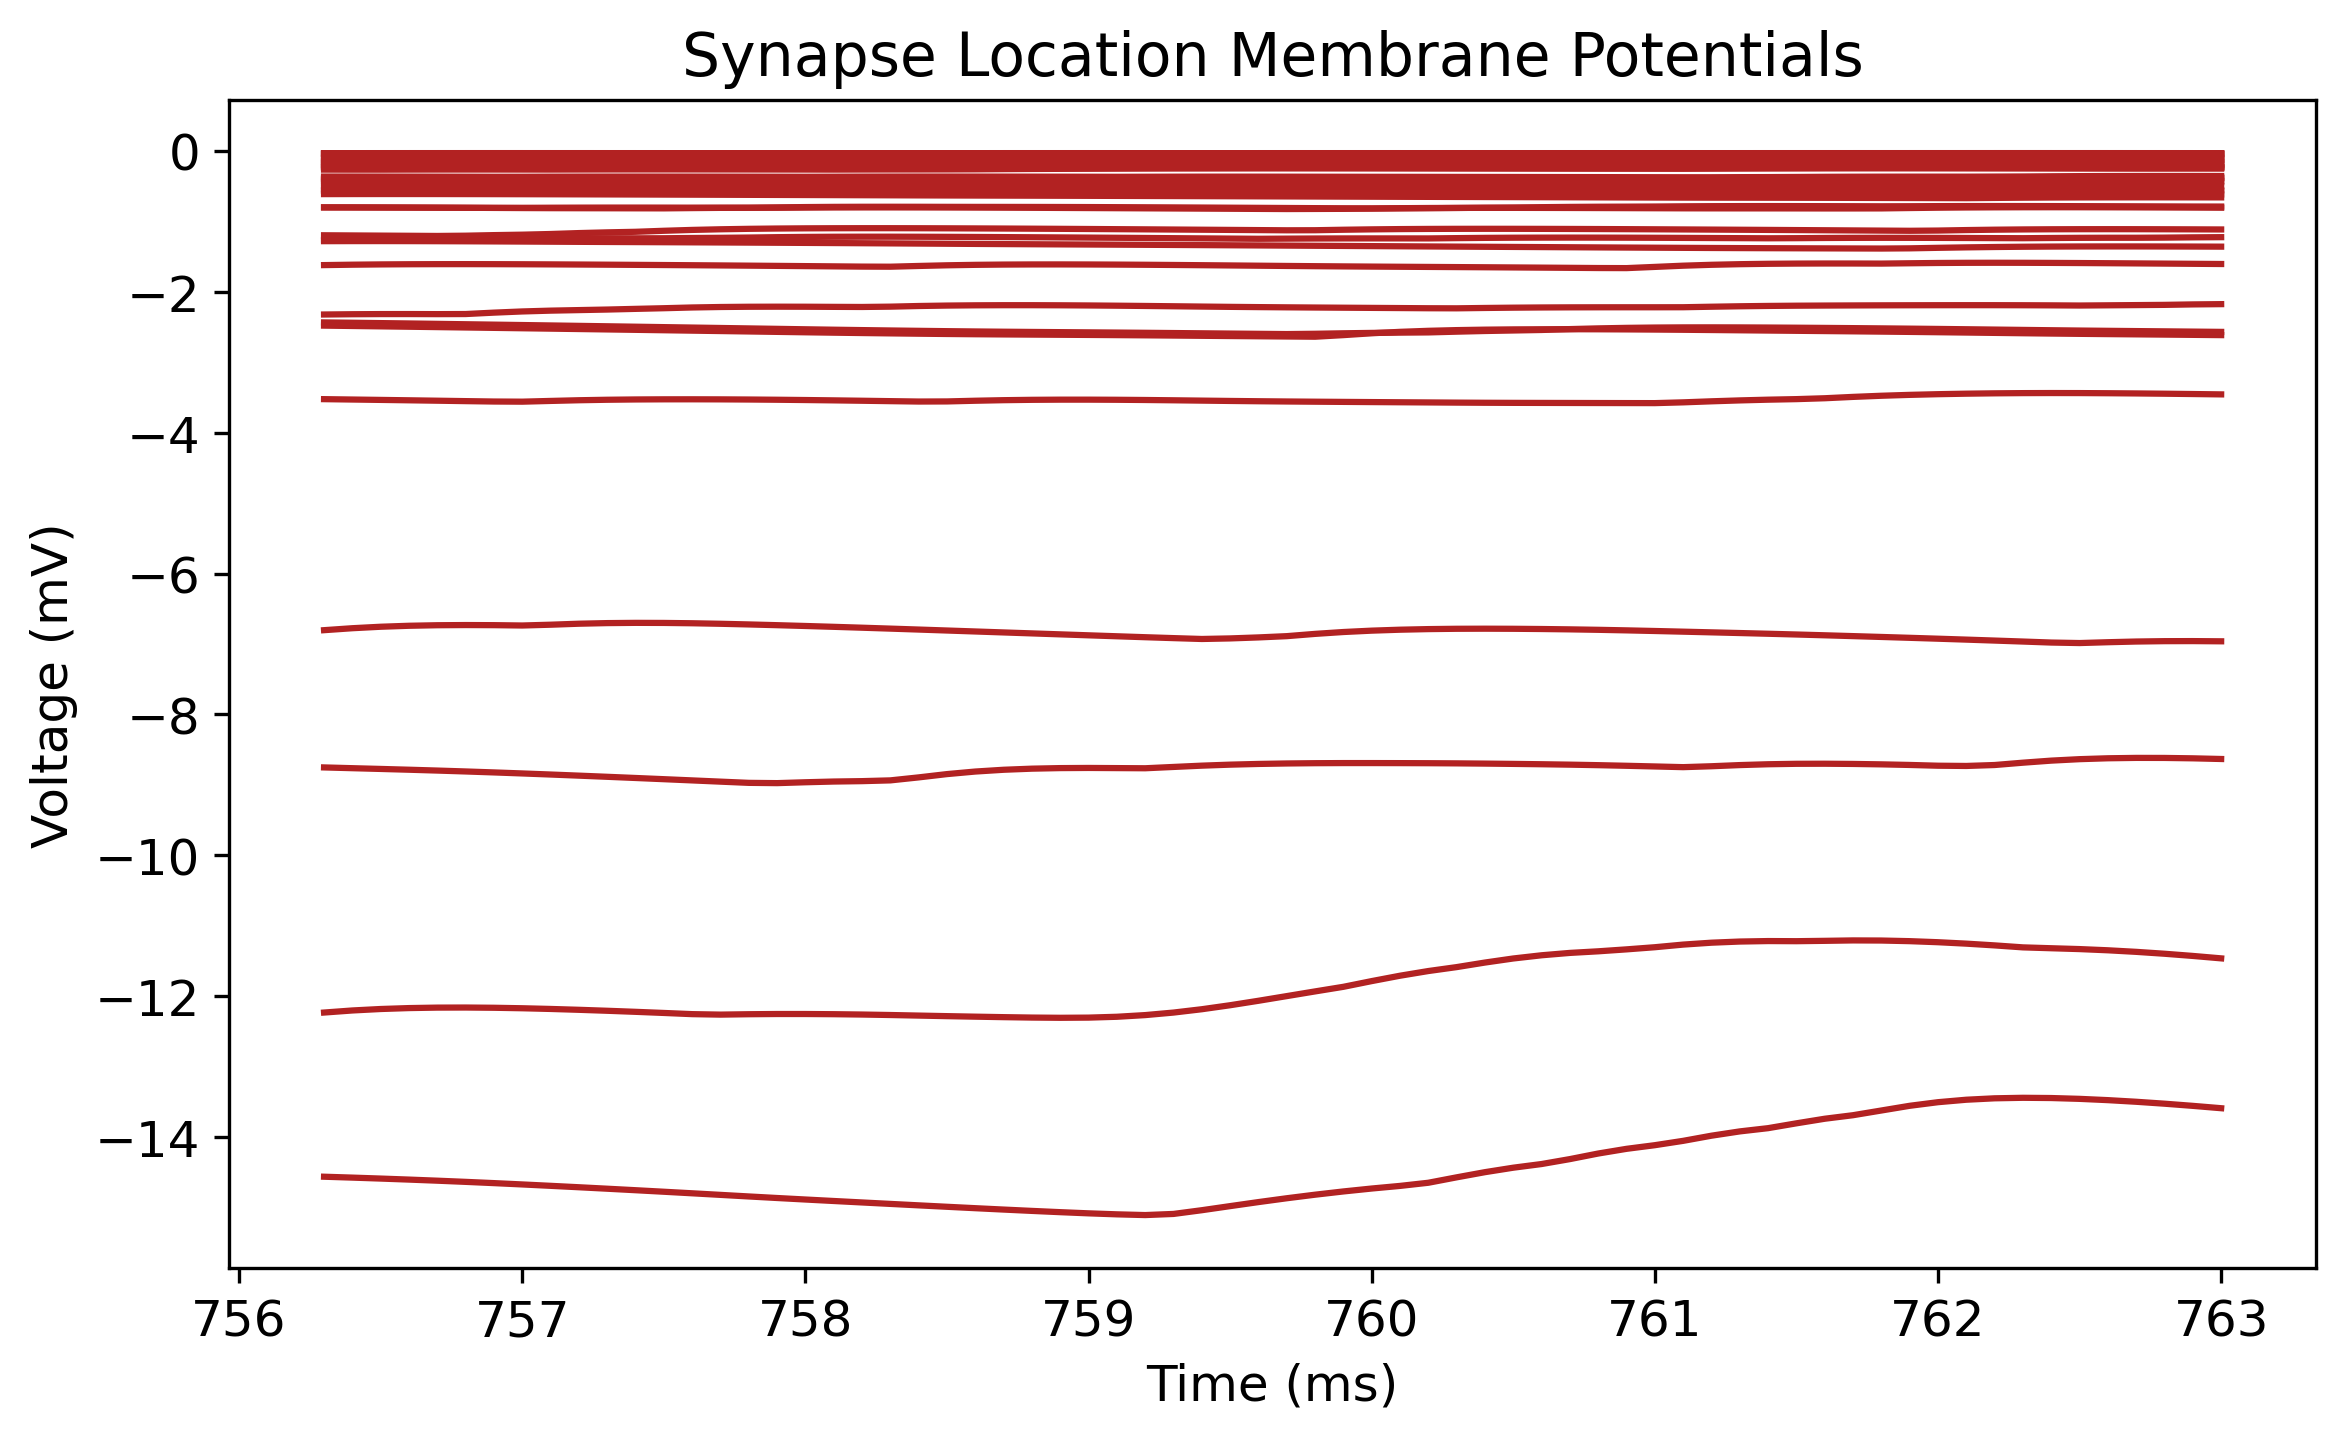 Synapse Location Membrane Potentials
Voltage (mV)
0
−2
−4
−6
−8
−10
−12
−14
756 757 758 759 760 761 762 763
Time (ms)